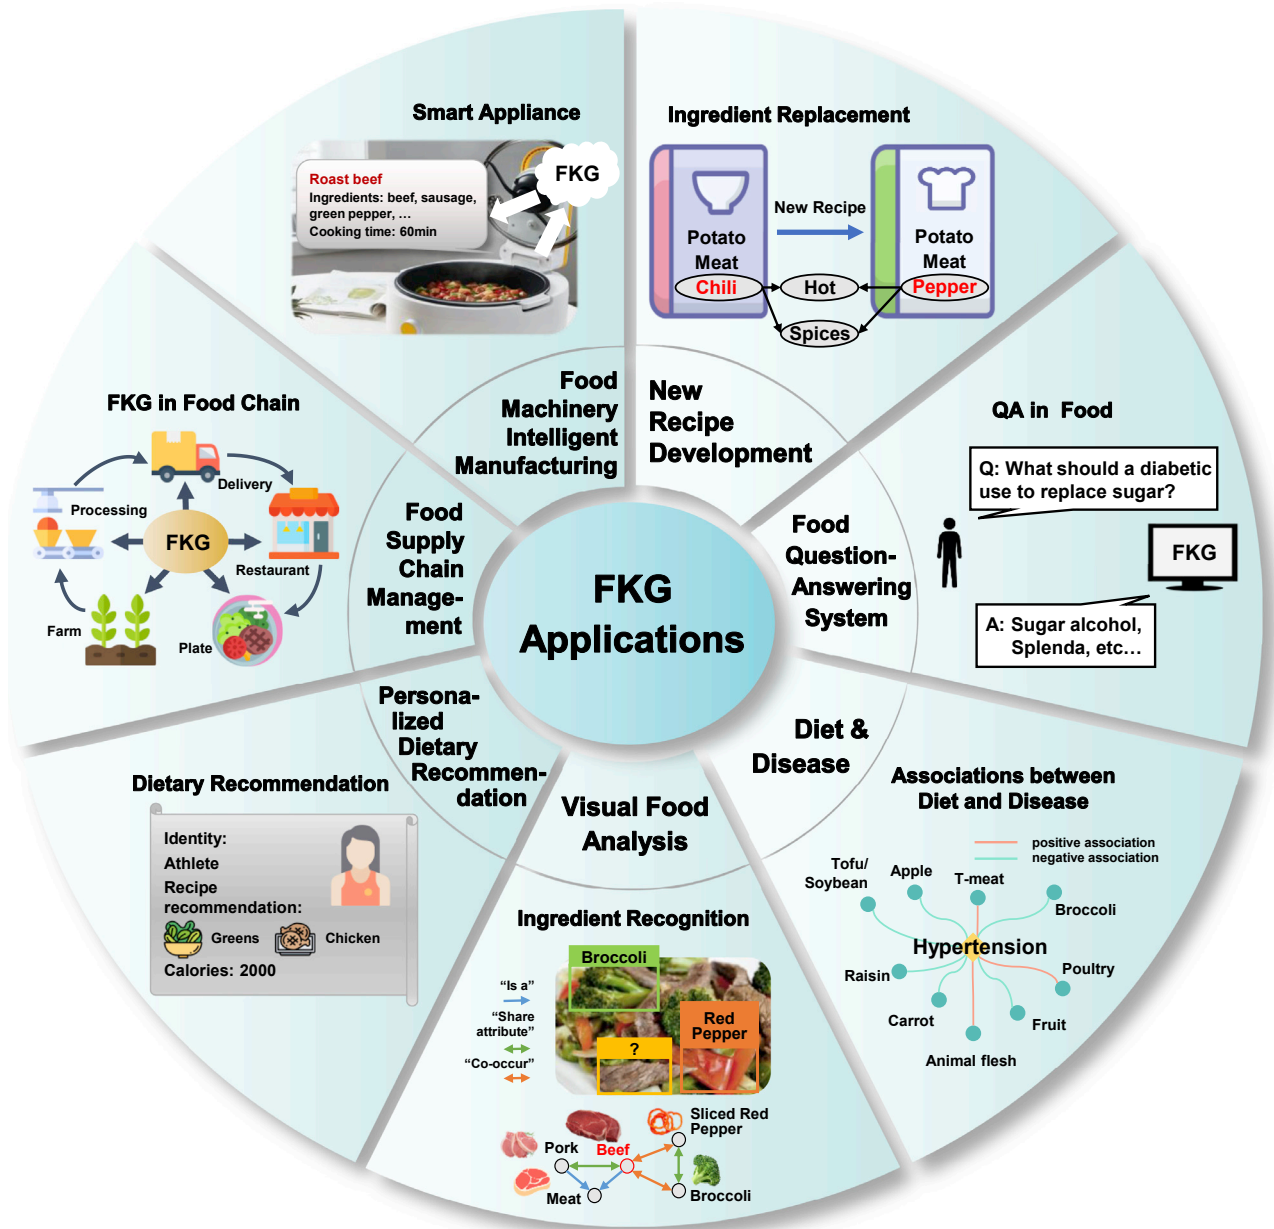 Smart Appliance
FKG
Roast beef
Ingredients: beef, sausage,
green pepper, ...
Cooking time: 60min
Food
Machinery
Intelligent
Manufacturing
Ingredient Replacement
New Recipe
Potato
Meat
Chili
Hot
Potato
Meat
Pepper
Spices
New
Recipe
Development
QA in Food
Q: What should a diabetic
use to replace sugar?
FKG
A: Sugar alcohol,
Splenda, etc...
Food
Question-
Answering
System
Associations between
Diet and Disease
positive association
negative association
Tofu/
Soybean
Apple
T-meat
Broccoli
Hypertension
Raisin
Poultry
Carrot
Fruit
Animal flesh
Diet &
Disease
Visual Food
Analysis
Ingredient Recognition
Broccoli
"Is a"
"Share
attribute"
"Co-occur"
Red
Pepper
?
Sliced Red
Pepper
Pork
Beef
Meat
Broccoli
Persona-
lized
Dietary
Recommen-
dation
Dietary Recommendation
Identity:
Athlete
Recipe
recommendation:
Greens
Chicken
Calories: 2000
FKG in Food Chain
Delivery
Processing
FKG
Restaurant
Farm
Plate
Food
Supply
Chain
Manage-
ment
FKG
Applications